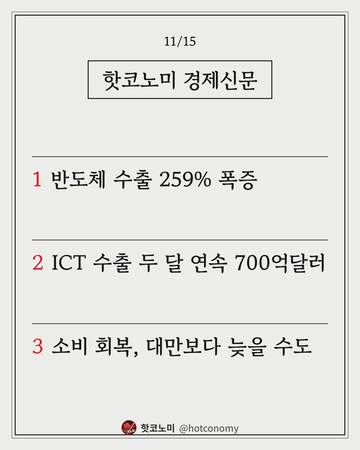 11/15
핫코노미 경제신문
1 반도체 수출 259% 폭증
2 ICT 수출 두 달 연속 700억달러
3 소비 회복, 대만보다 늦을 수도
핫코노미 @hotconomy